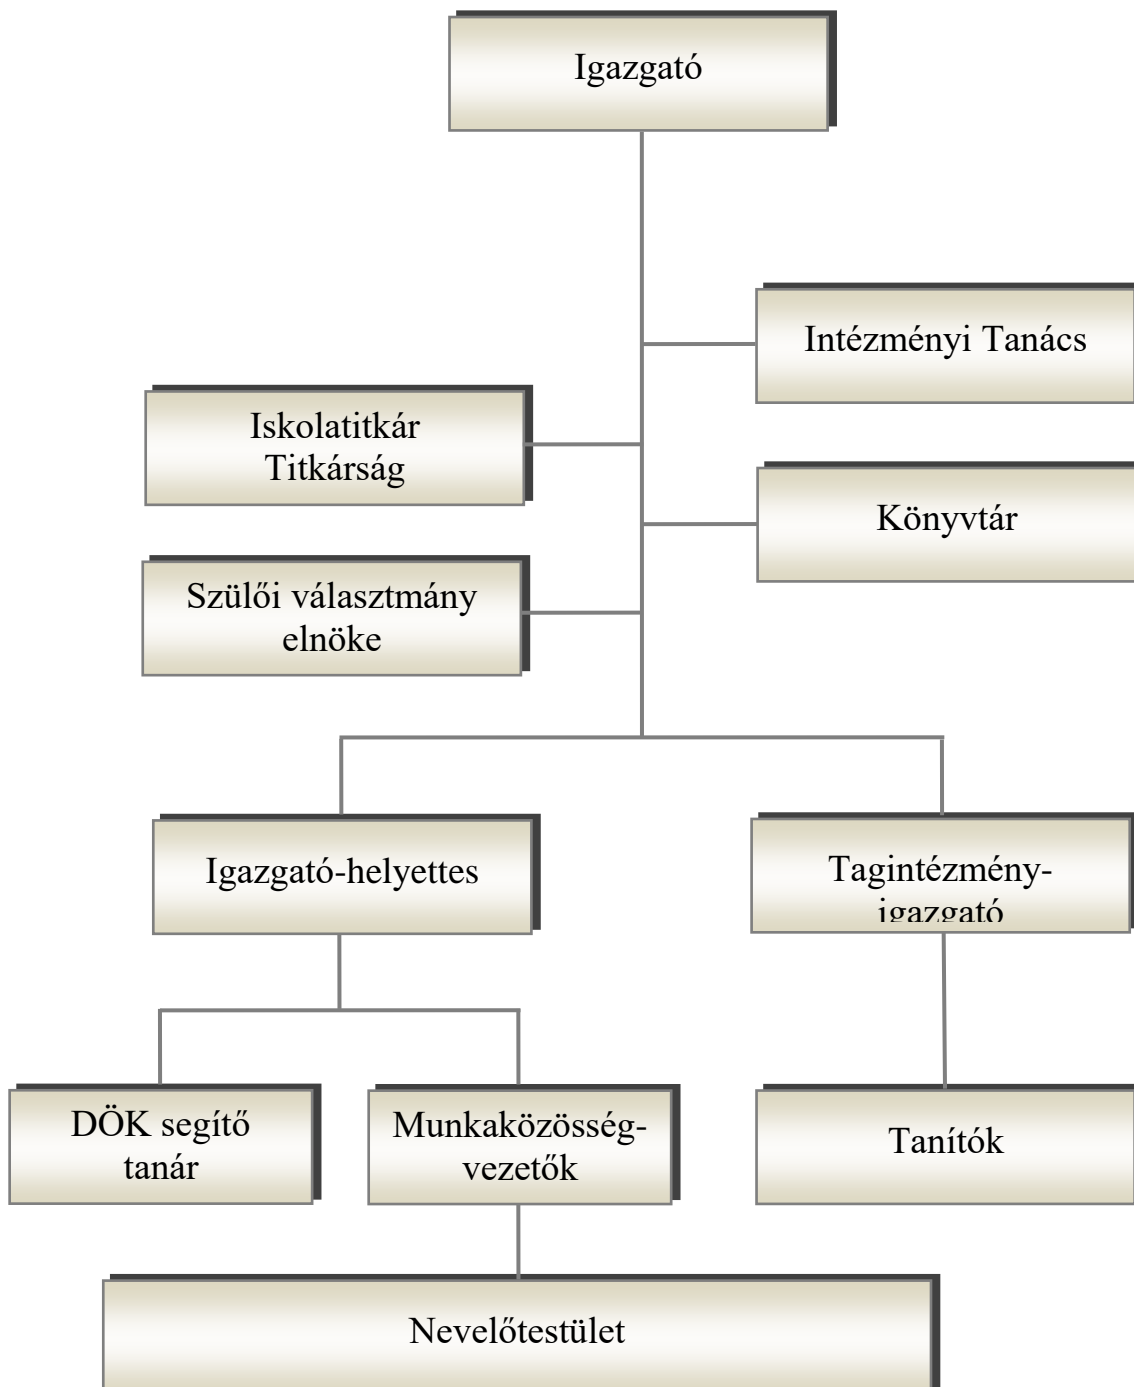 Igazgató
Intézményi Tanács
Iskolatitkár
Titkárság
Könyvtár
Szülői választmány
elnöke
Igazgató-helyettes
Tagintézmény-
igazgató
DÖK segítő
tanár
Munkaközösség-
vezetők
Tanítók
Nevelőtestület